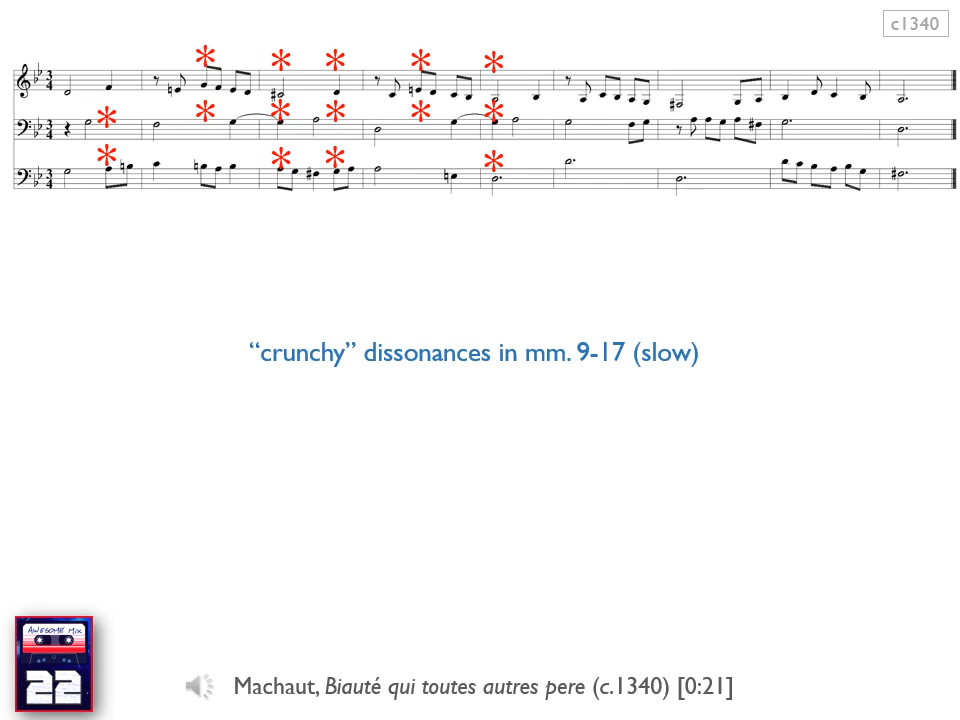 c1340
“crunchy” dissonances in mm. 9-17 (slow)
AWESOME MIX
22
Machaut, Biauté qui toutes autres pere (c.1340) [0:21]